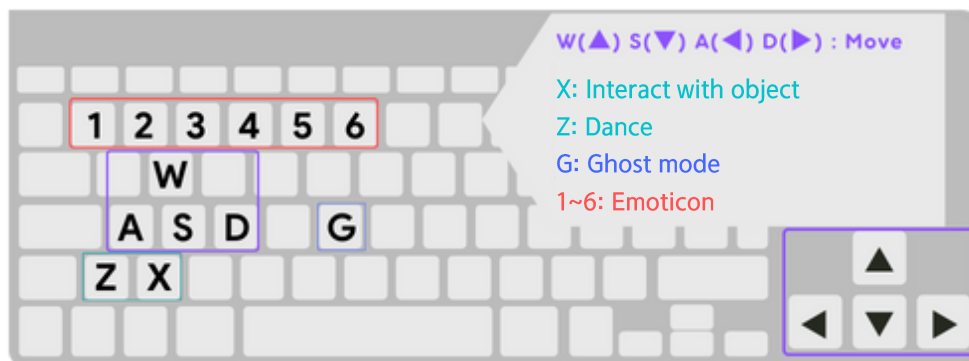 W(▲) S(▼) A(◀) D(▶) : Move
X: Interact with object
Z: Dance
G: Ghost mode
1~6: Emoticon
1 2 3 4 5 6
W
A S D G
Z X
▲
◀ ▼ ▶